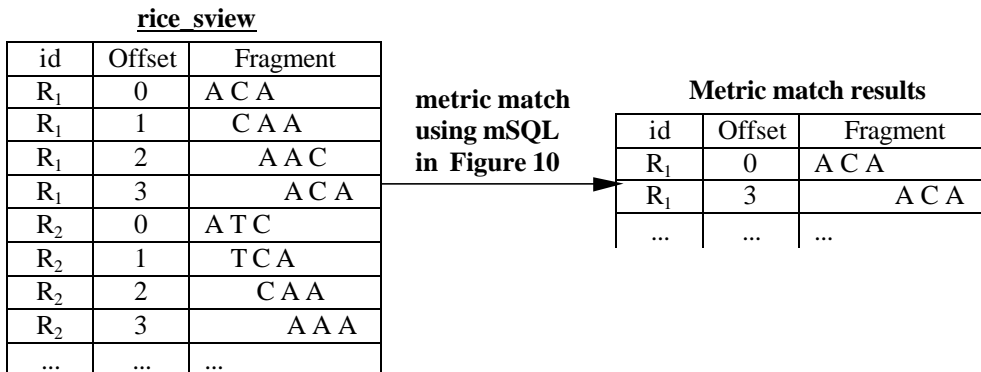 rice_sview
id Offset Fragment
R1 0 A C A
R1 1 C A A
R1 2 A A C
R1 3 A C A
R2 0 A T C
R2 1 T C A
R2 2 C A A
R2 3 A A A
... ... ...
metric match
using mSQL
in Figure 10
Metric match results
id Offset Fragment
R1 0 A C A
R1 3 A C A
... ... ...